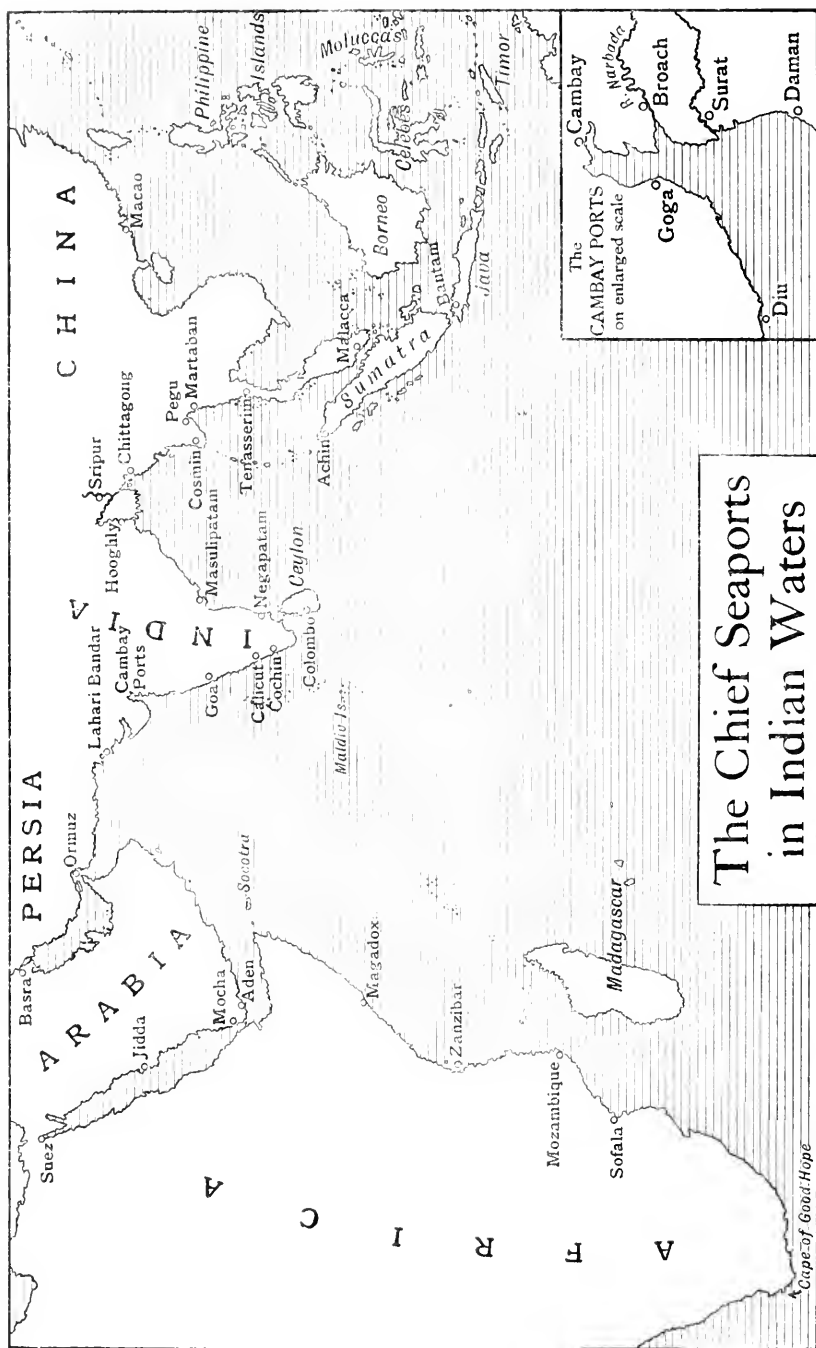 The Chief Seaports
in Indian Waters
CHINA
PERSIA
ARABIA
INDIA
AFRICA
Suez
Basra
Ormuz
Jidda
Mocha
Aden
Socotra
Magadox
Zanzibar
Mozambique
Sofala
Madagascar
Cape of Good Hope
Lahari Bandar
Cambay
Ports
Goa
Calicut
Cochin
Colombo
Ceylon
Negapatam
Masulipatam
Maldiv Is.
Hooghly
Sripur
Chittagong
Pegu
Martaban
Cosmin
Tenasserim
Achin
Malacca
Sumatra
Bantam
Java
Borneo
Celebes
Moluccas
Timor
Philippine
Islands
Macao
The
CAMBAY PORTS
on enlarged scale
Cambay
R. Narbada
Broach
Goga
Surat
Daman
Diu